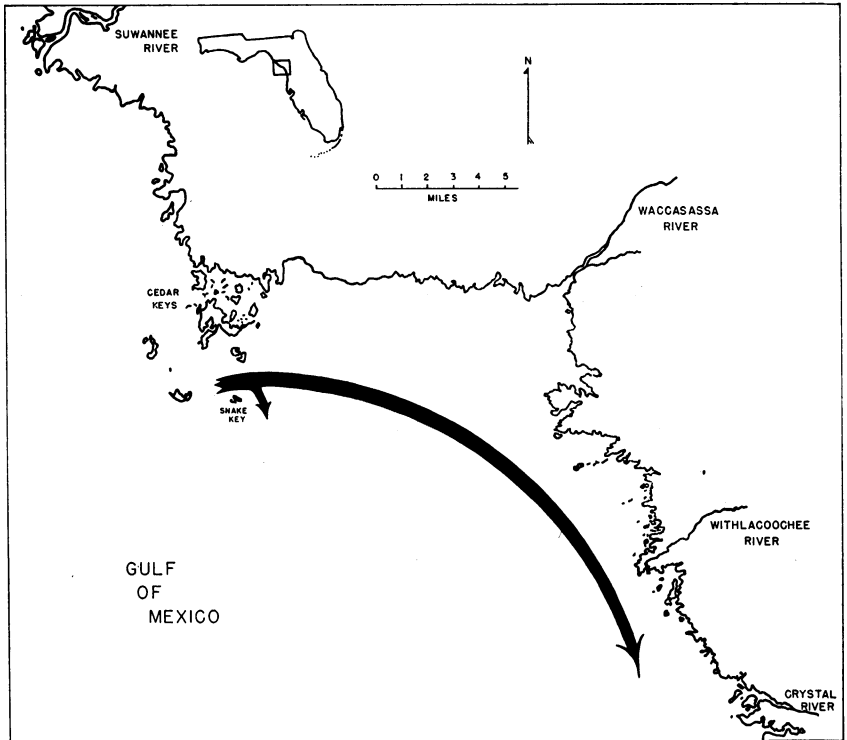 SUWANNEE
RIVER
N
0 1 2 3 4 5
MILES
WACCASASSA
RIVER
CEDAR
KEYS
SNAKE
KEY
WITHLACOOCHEE
RIVER
GULF
OF
MEXICO
CRYSTAL
RIVER